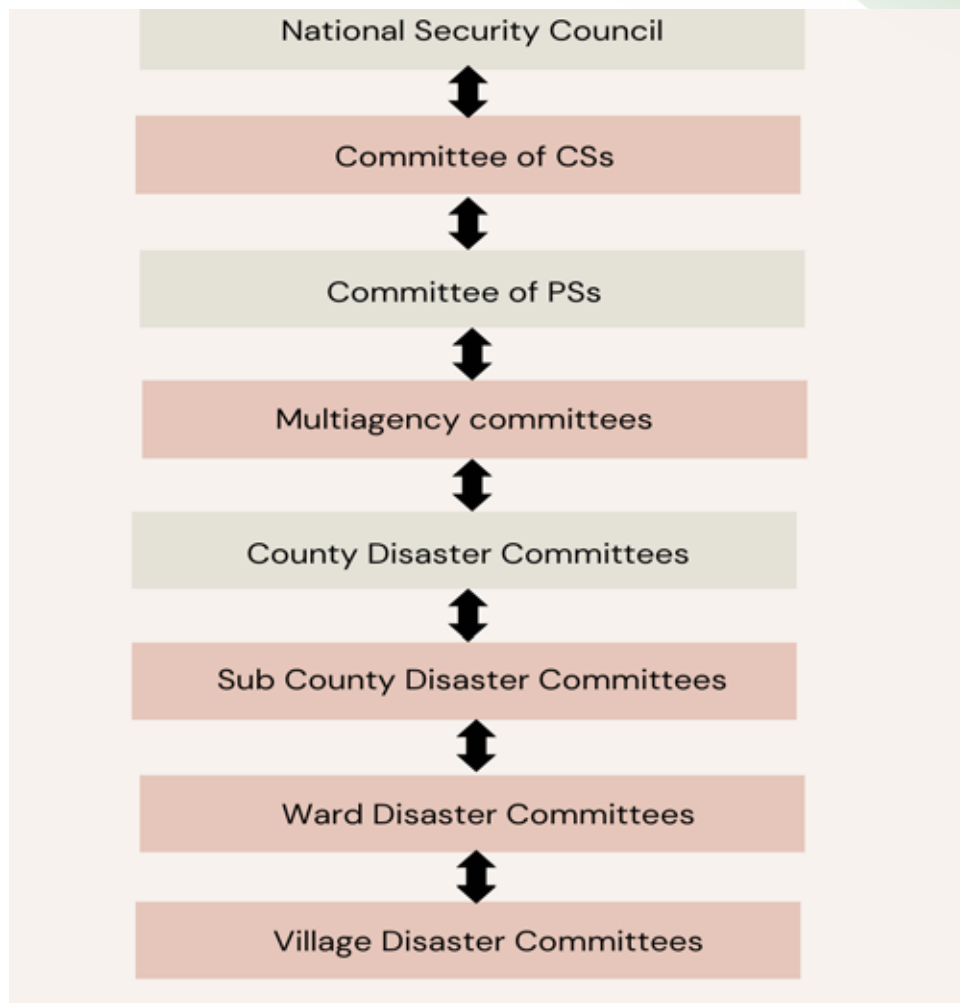 National Security Council
Committee of CSs
Committee of PSs
Multiagency committees
County Disaster Committees
Sub County Disaster Committees
Ward Disaster Committees
Village Disaster Committees